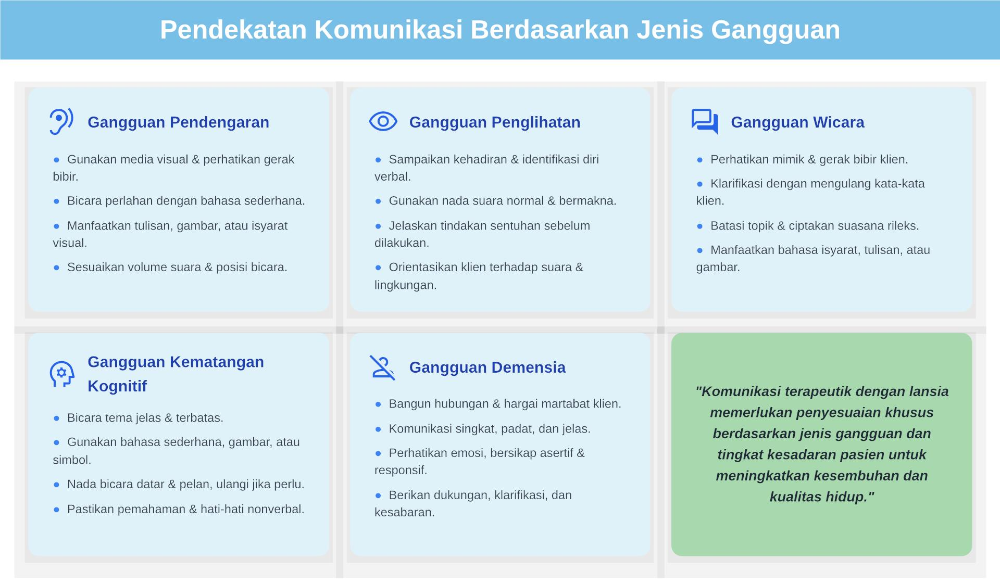 Pendekatan Komunikasi Berdasarkan Jenis Gangguan
Gangguan Pendengaran
● Gunakan media visual & perhatikan gerak
bibir.
● Bicara perlahan dengan bahasa sederhana.
● Manfaatkan tulisan, gambar, atau isyarat
visual.
● Sesuaikan volume suara & posisi bicara.
Gangguan Penglihatan
● Sampaikan kehadiran & identifikasi diri
verbal.
● Gunakan nada suara normal & bermakna.
● Jelaskan tindakan sentuhan sebelum
dilakukan.
● Orientasikan klien terhadap suara &
lingkungan.
Gangguan Wicara
● Perhatikan mimik & gerak bibir klien.
● Klarifikasi dengan mengulang kata-kata
klien.
● Batasi topik & ciptakan suasana rileks.
● Manfaatkan bahasa isyarat, tulisan, atau
gambar.
Gangguan Kematangan
Kognitif
● Bicara tema jelas & terbatas.
● Gunakan bahasa sederhana, gambar, atau
simbol.
● Nada bicara datar & pelan, ulangi jika perlu.
● Pastikan pemahaman & hati-hati nonverbal.
Gangguan Demensia
● Bangun hubungan & hargai martabat klien.
● Komunikasi singkat, padat, dan jelas.
● Perhatikan emosi, bersikap asertif &
responsif.
● Berikan dukungan, klarifikasi, dan
kesabaran.
"Komunikasi terapeutik dengan lansia
memerlukan penyesuaian khusus
berdasarkan jenis gangguan dan
tingkat kesadaran pasien untuk
meningkatkan kesembuhan dan
kualitas hidup."